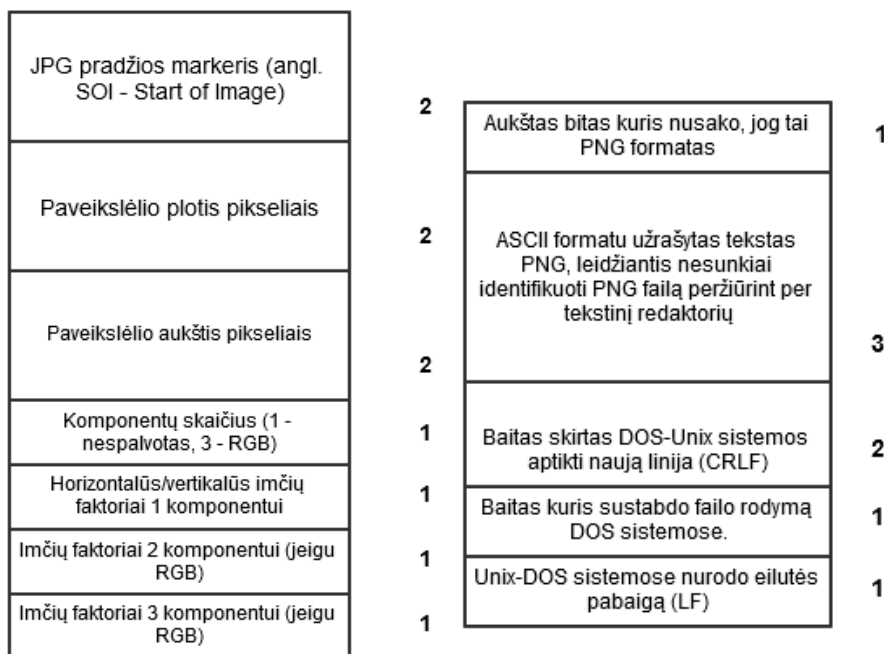 JPG pradžios markeris (angl.
SOI - Start of Image)
2
Paveikslėlio plotis pikseliais
2
Paveikslėlio aukštis pikseliais
2
Komponentų skaičius (1 -
nespalvotas, 3 - RGB)
1
Horizontalūs/vertikalūs imčių
faktoriai 1 komponentui
1
Imčių faktoriai 2 komponentui (jeigu
RGB)
1
Imčių faktoriai 3 komponentui (jeigu
RGB)
1
Aukštas bitas kuris nusako, jog tai
PNG formatas
1
ASCII formatu užrašytas tekstas
PNG, leidžiantis nesunkiai
identifikuoti PNG failą peržiūrint per
tekstinį redaktorių
3
Baitas skirtas DOS-Unix sistemos
aptikti naują linija (CRLF)
2
Baitas kuris sustabdo failo rodymą
DOS sistemose.
1
Unix-DOS sistemose nurodo eilutės
pabaigą (LF)
1